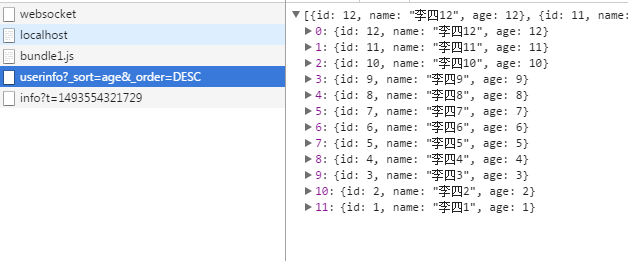 websocket
localhost
bundle1.js
userinfo?_sort=age&_order=DESC
info?t=1493554321729
▼[{id: 12, name: "李四12", age: 12}, {id: 11, name:
▶0: {id: 12, name: "李四12", age: 12}
▶1: {id: 11, name: "李四11", age: 11}
▶2: {id: 10, name: "李四10", age: 10}
▶3: {id: 9, name: "李四9", age: 9}
▶4: {id: 8, name: "李四8", age: 8}
▶5: {id: 7, name: "李四7", age: 7}
▶6: {id: 6, name: "李四6", age: 6}
▶7: {id: 5, name: "李四5", age: 5}
▶8: {id: 4, name: "李四4", age: 4}
▶9: {id: 3, name: "李四3", age: 3}
▶10: {id: 2, name: "李四2", age: 2}
▶11: {id: 1, name: "李四1", age: 1}